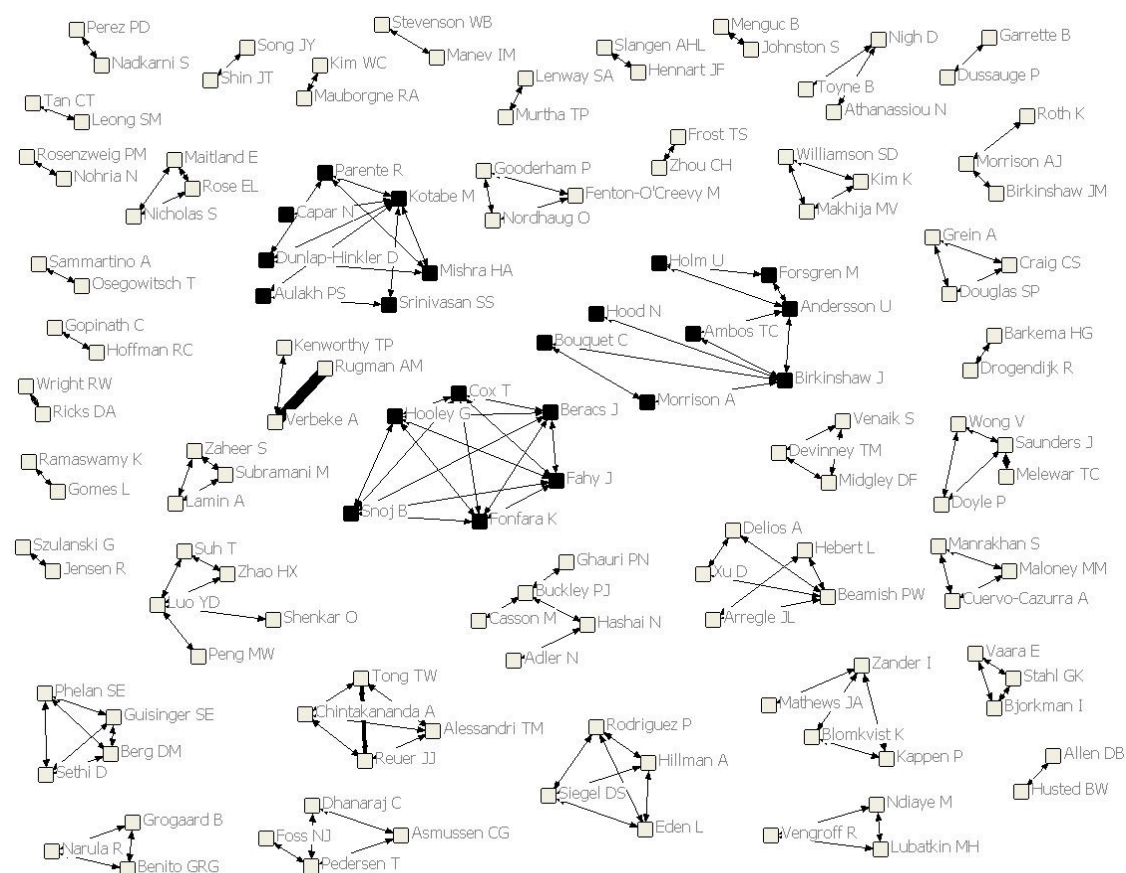 Perez PD
Nadkarni S
Song JY
Shin JT
Kim WC
Mauborgne RA
Stevenson WB
Manev IM
Lenway SA
Murtha TP
Slangen AHL
Hennart JF
Menguc B
Johnston S
Nigh D
Toyne B
Athanassiou N
Garrette B
Dussauge P
Tan CT
Leong SM
Roth K
Morrison AJ
Birkinshaw JM
Rosenzweig PM
Nohria N
Maitland E
Rose EL
Nicholas S
Parente R
Kotabe M
Capar N
Dunlap-Hinkler D
Mishra HA
Aulakh PS
Srinivasan SS
Gooderham P
Fenton-O'Creevy M
Nordhaug O
Frost TS
Zhou CH
Williamson SD
Kim K
Makhija MV
Grein A
Craig CS
Douglas SP
Sammartino A
Osegowitsch T
Holm U
Forsgren M
Andersson U
Hood N
Ambos TC
Bouquet C
Birkinshaw J
Morrison A
Gopinath C
Hoffman RC
Kenworthy TP
Rugman AM
Verbeke A
Barkema HG
Drogendijk R
Wright RW
Ricks DA
Cox T
Hooley G
Beracs J
Fahy J
Snoj B
Fonfara K
Venaik S
Devinney TM
Midgley DF
Wong V
Saunders J
Melewar TC
Doyle P
Ramaswamy K
Gomes L
Zaheer S
Subramani M
Lamin A
Szulanski G
Jensen R
Suh T
Zhao HX
Luo YD
Shenkar O
Peng MW
Ghauri PN
Buckley PJ
Casson M
Hashai N
Adler N
Delios A
Hebert L
Xu D
Beamish PW
Arregle JL
Manrakhan S
Maloney MM
Cuervo-Cazurra A
Phelan SE
Guisinger SE
Berg DM
Sethi D
Tong TW
Chintakananda A
Alessandri TM
Reuer JJ
Rodriguez P
Hillman A
Siegel DS
Eden L
Zander I
Mathews JA
Blomkvist K
Kappen P
Vaara E
Stahl GK
Bjorkman I
Allen DB
Husted BW
Grogaard B
Narula R
Benito GRG
Dhanaraj C
Foss NJ
Asmussen CG
Pedersen T
Ndiaye M
Vengroff R
Lubatkin MH